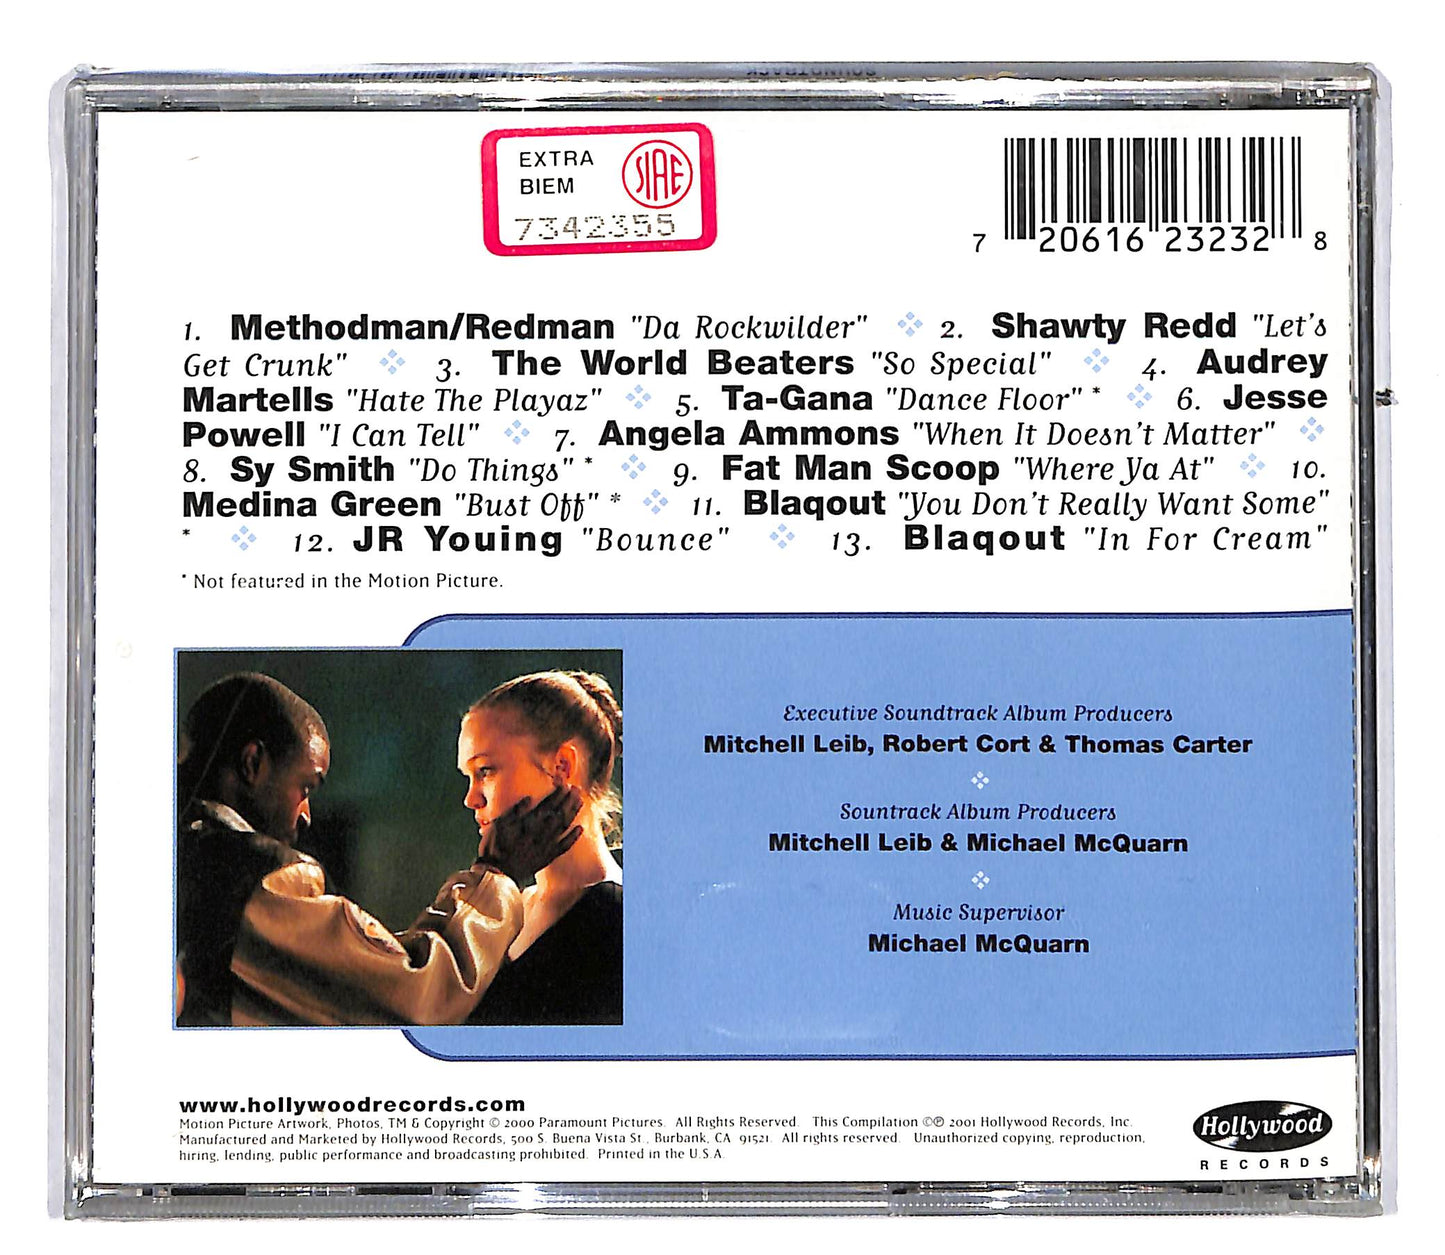 SOUNDTRACK
EXTRA
BIEM
SIAE
7342355
7 20616 23232 8
1. Methodman/Redman "Da Rockwilder" 2. Shawty Redd "Let's
Get Crunk" 3. The World Beaters "So Special" 4. Audrey
Martells "Hate The Playaz" 5. Ta-Gana "Dance Floor" * 6. Jesse
Powell "I Can Tell" 7. Angela Ammons "When It Doesn't Matter"
8. Sy Smith "Do Things" * 9. Fat Man Scoop "Where Ya At" 10.
Medina Green "Bust Off" * 11. Blaqout "You Don't Really Want Some"
* 12. JR Youing "Bounce" 13. Blaqout "In For Cream"
* Not featured in the Motion Picture.
Executive Soundtrack Album Producers
Mitchell Leib, Robert Cort & Thomas Carter
Sountrack Album Producers
Mitchell Leib & Michael McQuarn
Music Supervisor
Michael McQuarn
www.hollywoodrecords.com
Motion Picture Artwork, Photos, TM & Copyright © 2000 Paramount Pictures. All Rights Reserved. This Compilation ©℗ 2001 Hollywood Records, Inc.
Manufactured and Marketed by Hollywood Records, 500 S. Buena Vista St., Burbank, CA 91521. All rights reserved. Unauthorized copying, reproduction,
hiring, lending, public performance and broadcasting prohibited. Printed in the U.S.A.
Hollywood
RECORDS